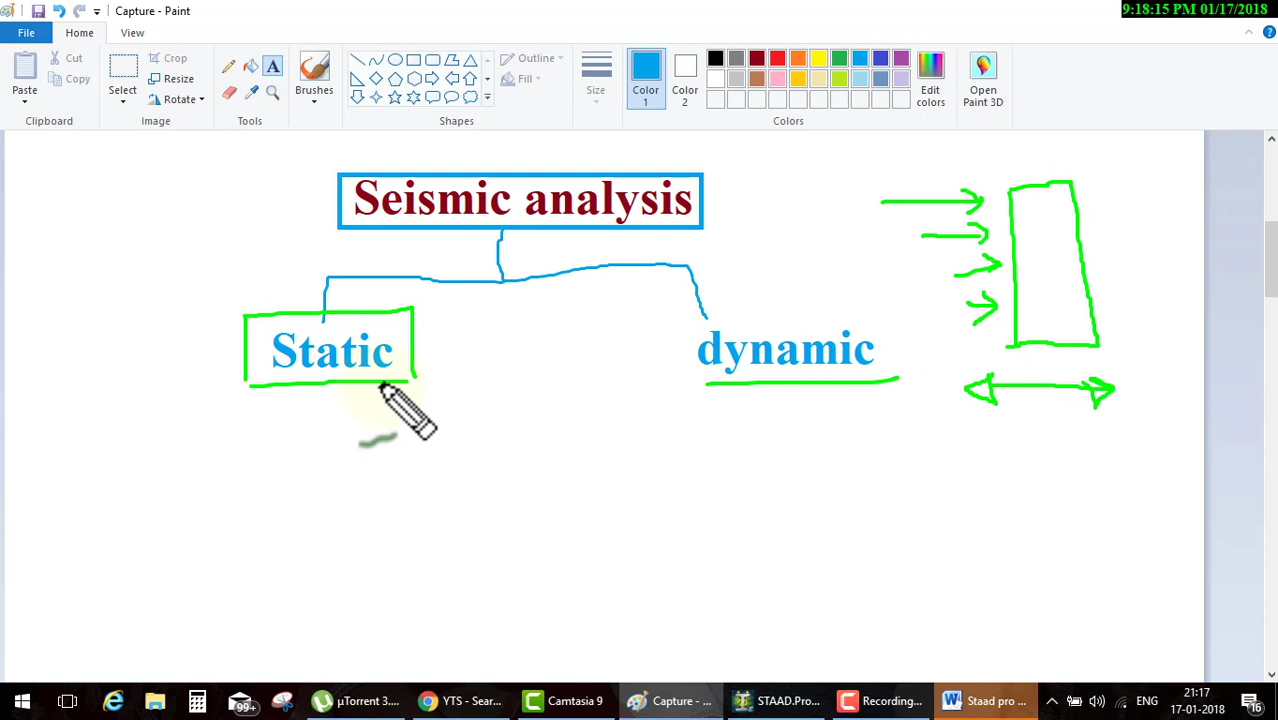 Capture - Paint
9:18:15 PM 01/17/2018
File
Home
View
Paste
Cut
Copy
Clipboard
Select
Crop
Resize
Rotate
Image
A
Tools
Brushes
Outline
Fill
Shapes
Size
Color 1
Color 2
Colors
Edit colors
Open Paint 3D
Seismic analysis
Static
dynamic
99+
µTorrent 3....
YTS - Sear...
Camtasia 9
Capture - ...
STAAD.Pro...
Recording...
Staad pro ...
ENG
21:17
17-01-2018
16